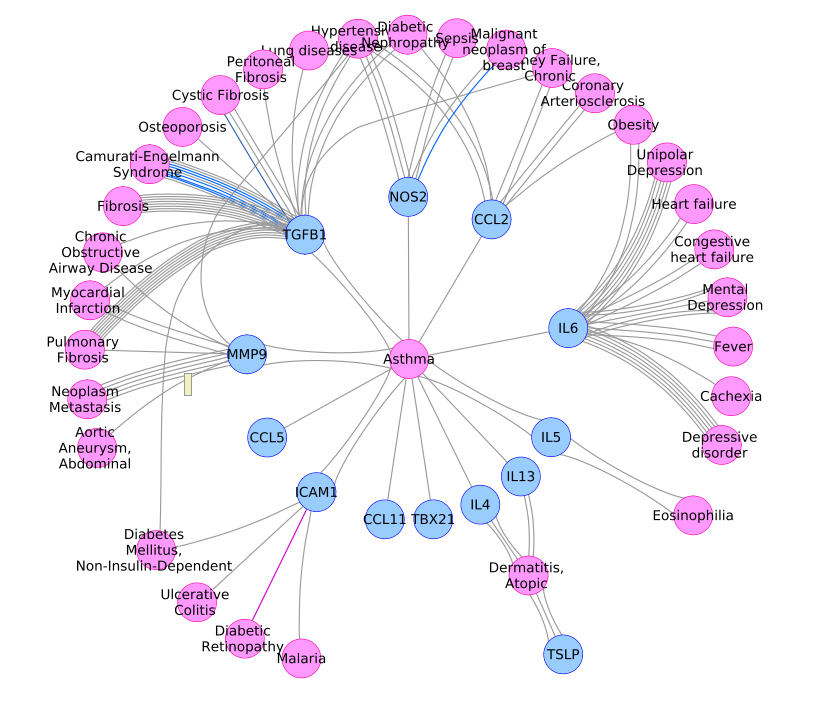 Hypertensive
disease
Diabetic
Nephropathy
Sepsis
Malignant
neoplasm of
breast
Lung diseases
Failure,
Chronic
Peritoneal
Fibrosis
Coronary
Arteriosclerosis
Cystic Fibrosis
Osteoporosis
Obesity
Camurati-Engelmann
Syndrome
Unipolar
Depression
NOS2
Fibrosis
Heart failure
CCL2
TGFB1
Chronic
Obstructive
Airway Disease
Congestive
heart failure
Myocardial
Infarction
Mental
Depression
IL6
Pulmonary
Fibrosis
MMP9
Asthma
Fever
Neoplasm
Metastasis
Cachexia
Aortic
Aneurysm,
Abdominal
CCL5
IL5
Depressive
disorder
IL13
ICAM1
IL4
CCL11
TBX21
Eosinophilia
Diabetes
Mellitus,
Non-Insulin-Dependent
Dermatitis,
Atopic
Ulcerative
Colitis
Diabetic
Retinopathy
Malaria
TSLP